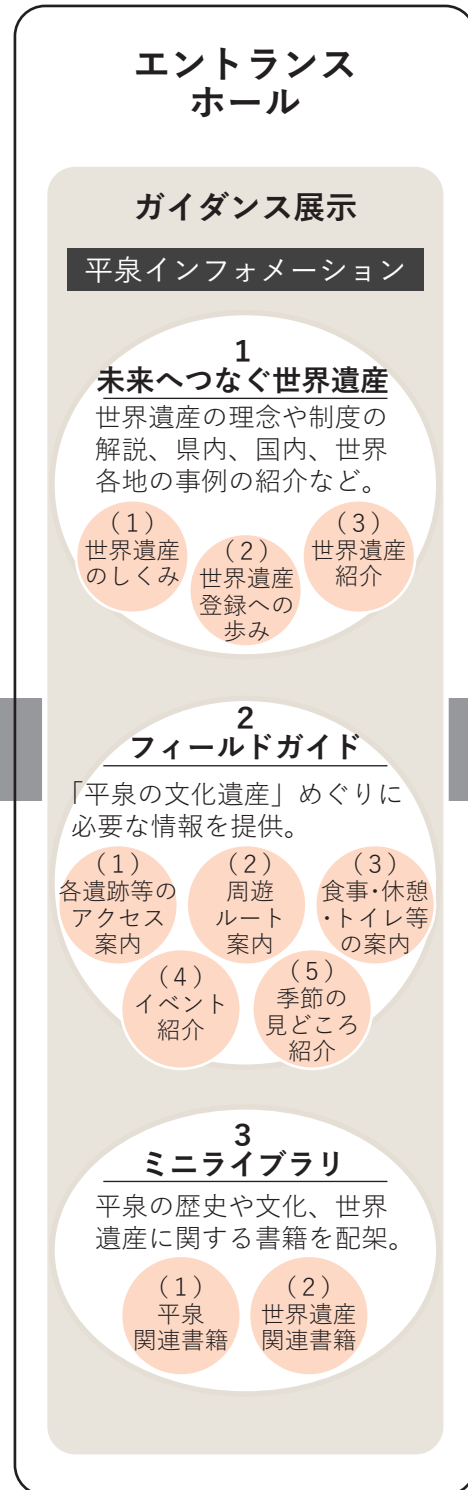 エントランス
ホール
ガイダンス展示
平泉インフォメーション
1
未来へつなぐ世界遺産
世界遺産の理念や制度の
解説、県内、国内、世界
各地の事例の紹介など。
(1)
世界遺産
のしくみ
(2)
世界遺産
登録への
歩み
(3)
世界遺産
紹介
2
フィールドガイド
「平泉の文化遺産」めぐりに
必要な情報を提供。
(1)
各遺跡等の
アクセス
案内
(2)
周遊
ルート
案内
(3)
食事・休憩
・トイレ等
の案内
(4)
イベント
紹介
(5)
季節の
見どころ
紹介
3
ミニライブラリ
平泉の歴史や文化、世界
遺産に関する書籍を配架。
(1)
平泉
関連書籍
(2)
世界遺産
関連書籍